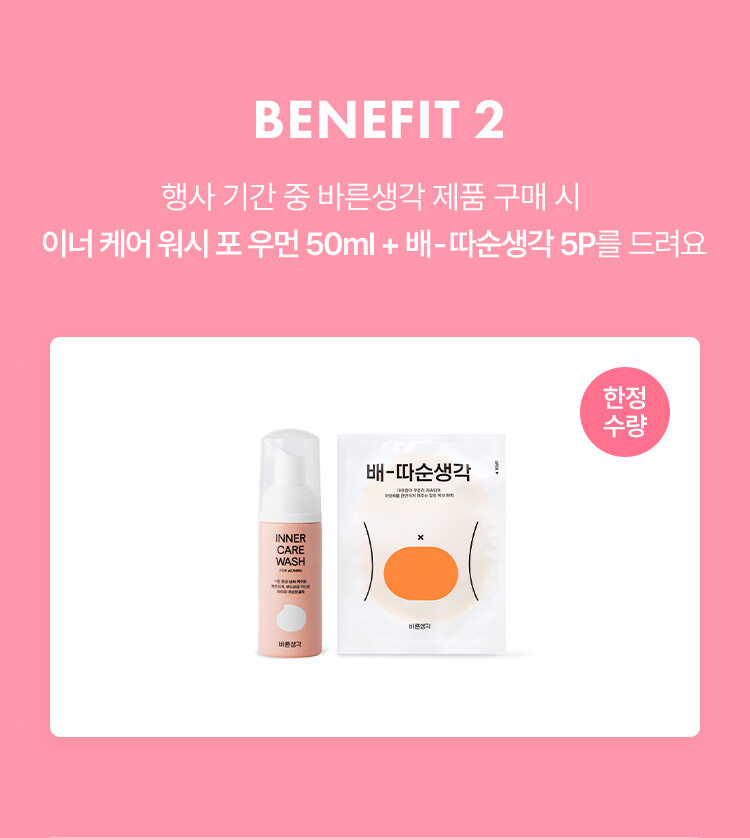 BENEFIT 2
행사 기간 중 바른생각 제품 구매 시
이너 케어 워시 포 우먼 50ml + 배-따순생각 5P를 드려요
한정
수량
INNER
CARE
WASH
FOR WOMEN
바른생각
배-따순생각
바른생각